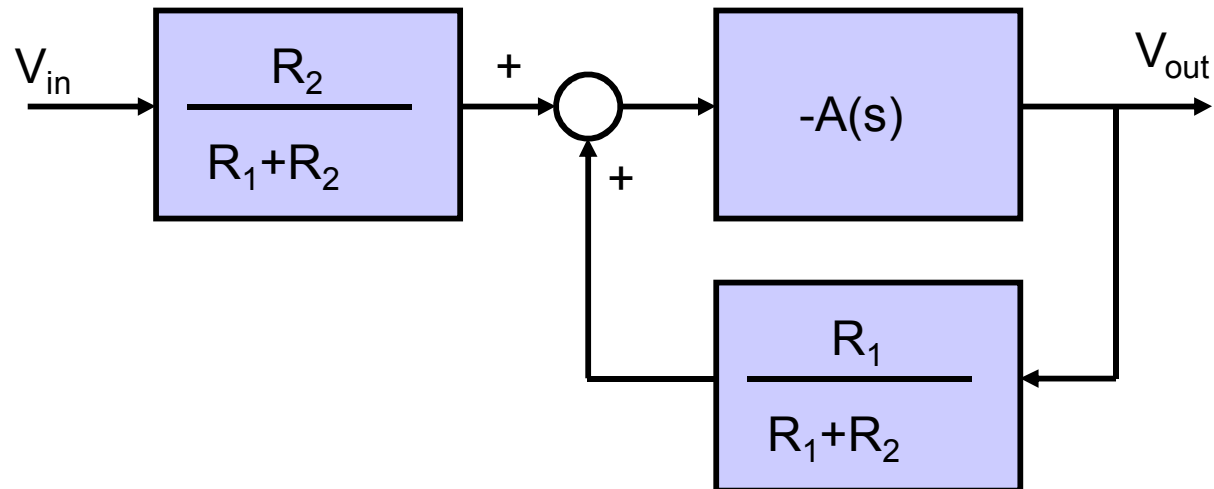 V_in
R_2
R_1+R_2
+
+
-A(s)
V_out
R_1
R_1+R_2